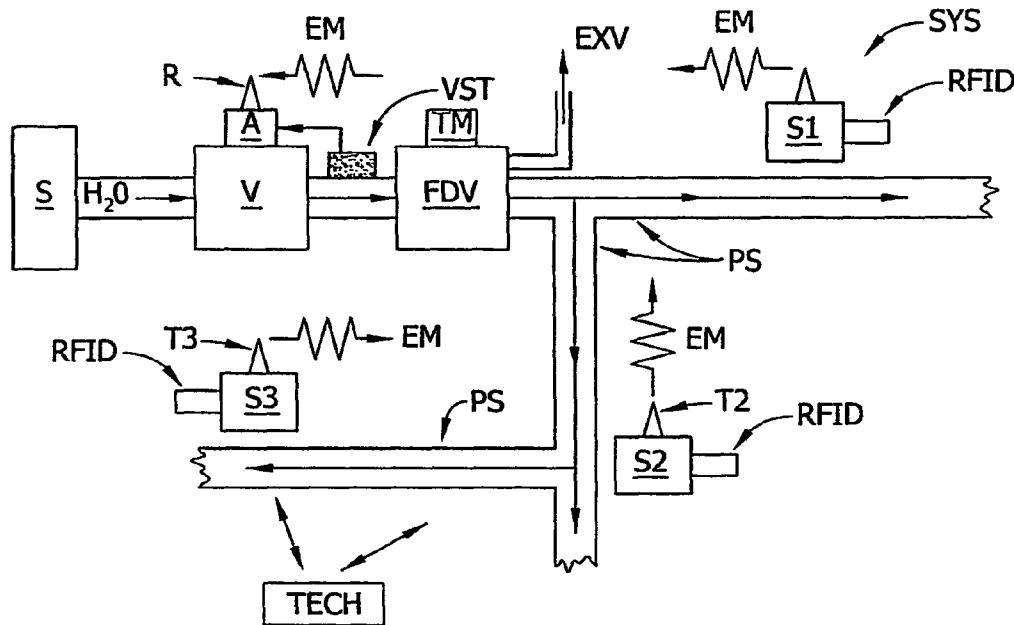 EM
EXV
EM
SYS
R
VST
RFID
A
TM
S1
S
H20
V
FDV
PS
T3
EM
EM
RFID
S3
PS
T2
RFID
S2
TECH